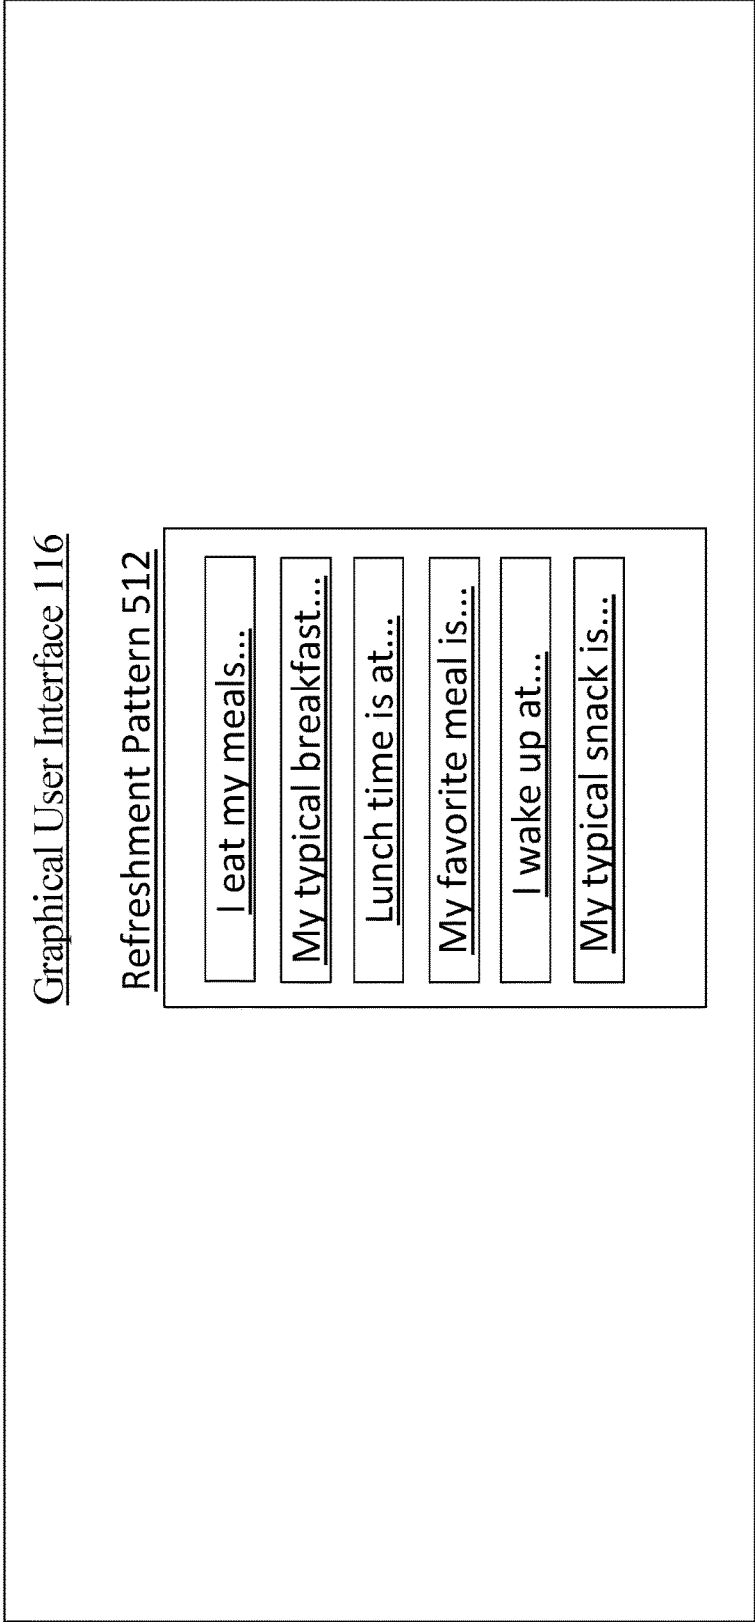 Graphical User Interface 116
Refreshment Pattern 512
I eat my meals...
My typical breakfast...
Lunch time is at...
My favorite meal is...
I wake up at...
My typical snack is...